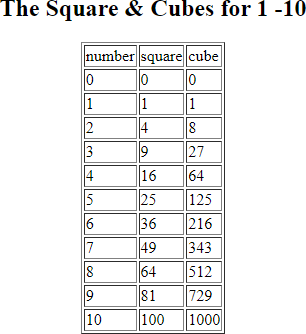 The Square & Cubes for 1 -10
number square cube
0 0 0
1 1 1
2 4 8
3 9 27
4 16 64
5 25 125
6 36 216
7 49 343
8 64 512
9 81 729
10 100 1000